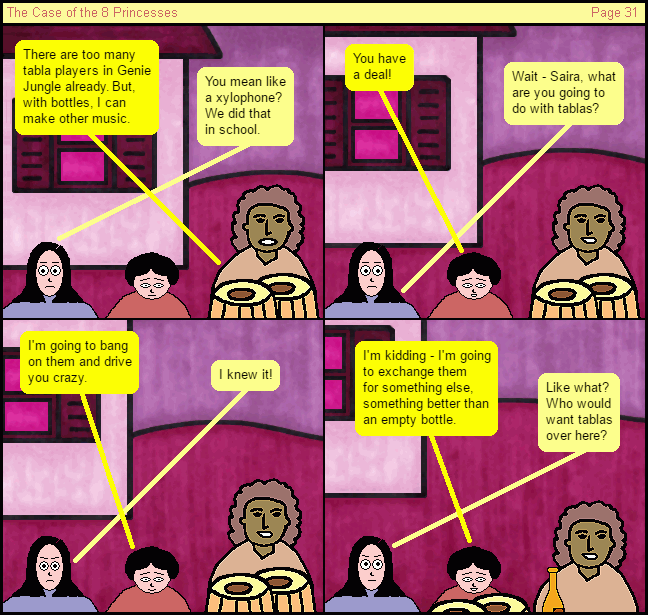 The Case of the 8 Princesses
Page 31
There are too many
tabla players in Genie
Jungle already. But,
with bottles, I can
make other music.
You mean like
a xylophone?
We did that
in school.
You have
a deal!
Wait - Saira, what
are you going to
do with tablas?
I'm going to bang
on them and drive
you crazy.
I knew it!
I'm kidding - I'm going
to exchange them
for something else,
something better than
an empty bottle.
Like what?
Who would
want tablas
over here?